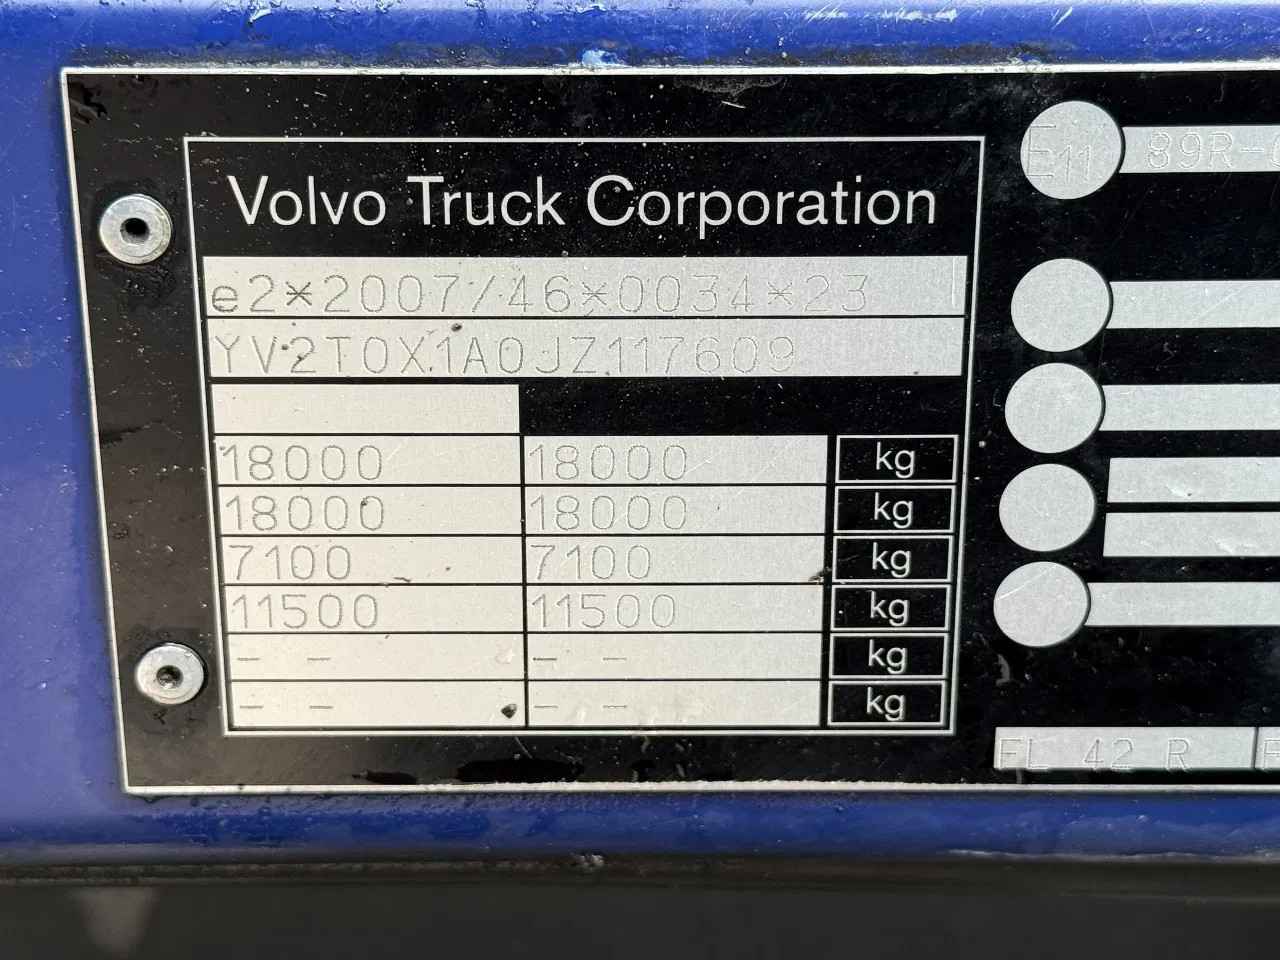 Volvo Truck Corporation
e2*2007/46*0034*23
YV2T0X1A0JZ117609
18000 18000 kg
18000 18000 kg
7100 7100 kg
11500 11500 kg
— — — — kg
— — — — kg
E11 89R-
FL 42 R